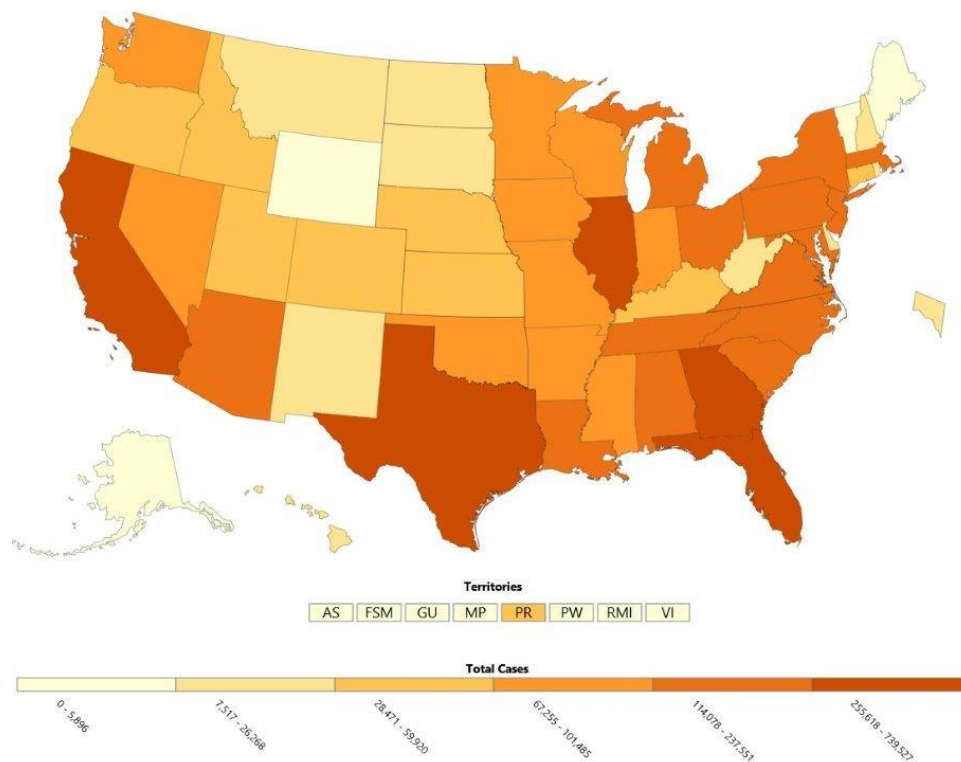 Territories
AS FSM GU MP PR PW RMI VI
Total Cases
0 - 5,896
7,517 - 26,268
28,471 - 59,920
67,255 - 101,485
114,078 - 237,551
255,618 - 739,527